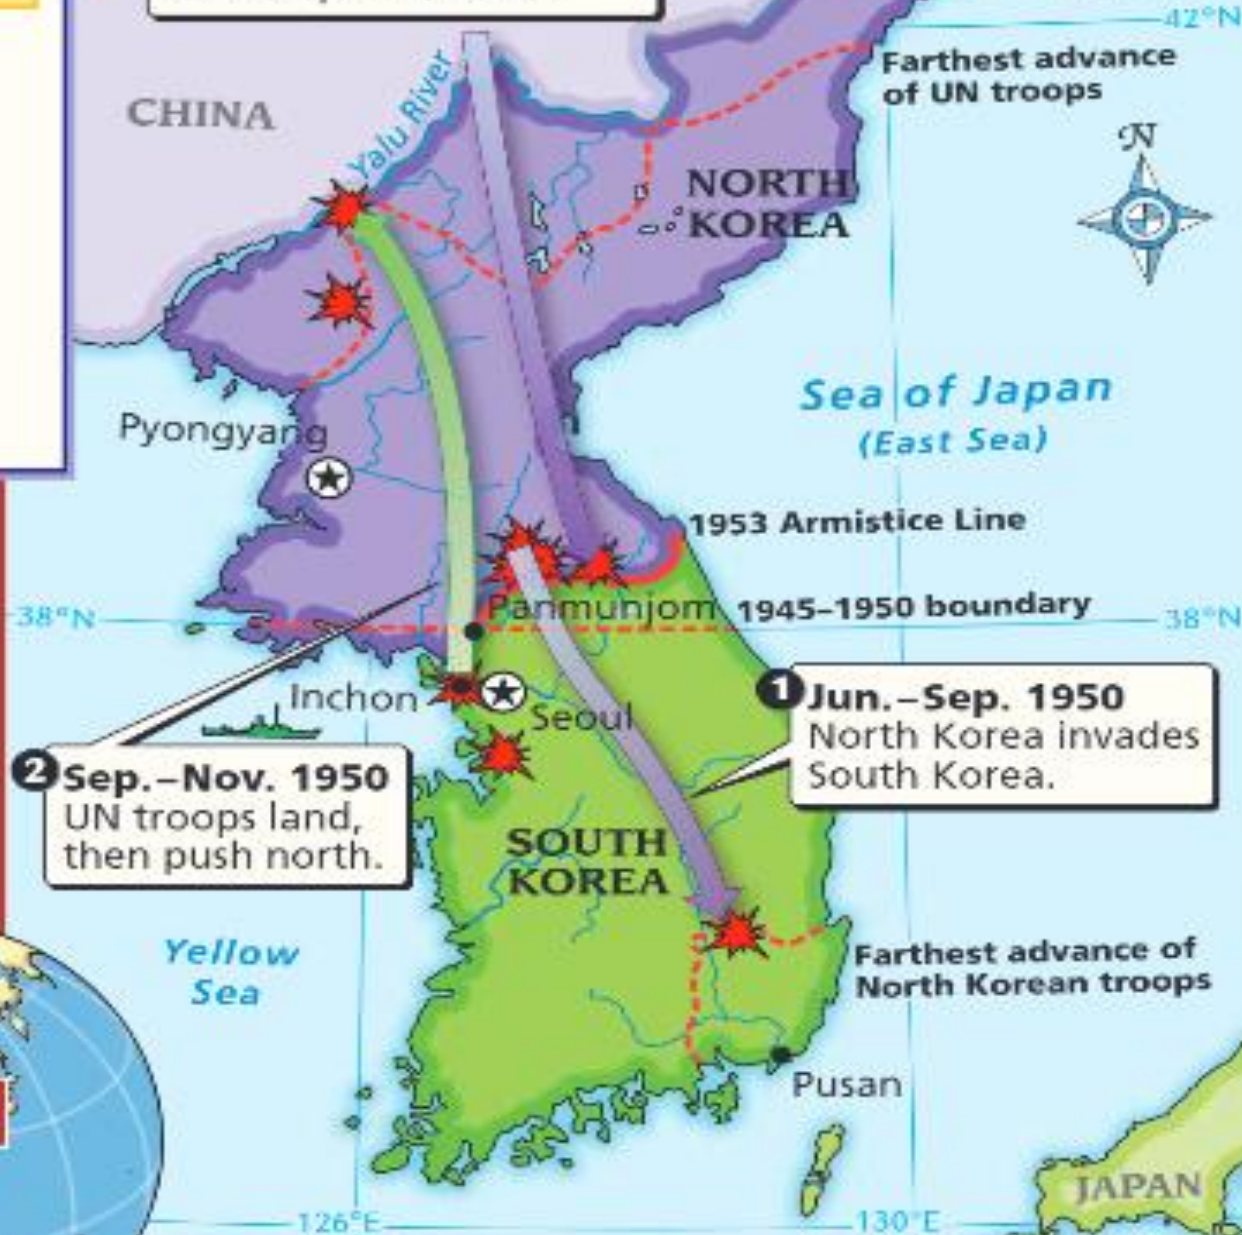 42°N
Farthest advance
of UN troops
CHINA
Yalu River
N
NORTH
KOREA
Sea of Japan
(East Sea)
Pyongyang
1953 Armistice Line
38°N
Panmunjom
1945–1950 boundary
38°N
Inchon
Seoul
1 Jun.–Sep. 1950
North Korea invades
South Korea.
2 Sep.–Nov. 1950
UN troops land,
then push north.
SOUTH
KOREA
Yellow
Sea
Farthest advance of
North Korean troops
Pusan
JAPAN
126°E
130°E